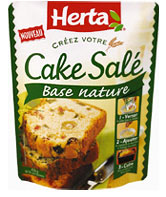 Herta
NOUVEAU
CRÉEZ VOTRE
Cake Salé
Base nature
1 - Verser
2 - Ajouter
3 - Cuire